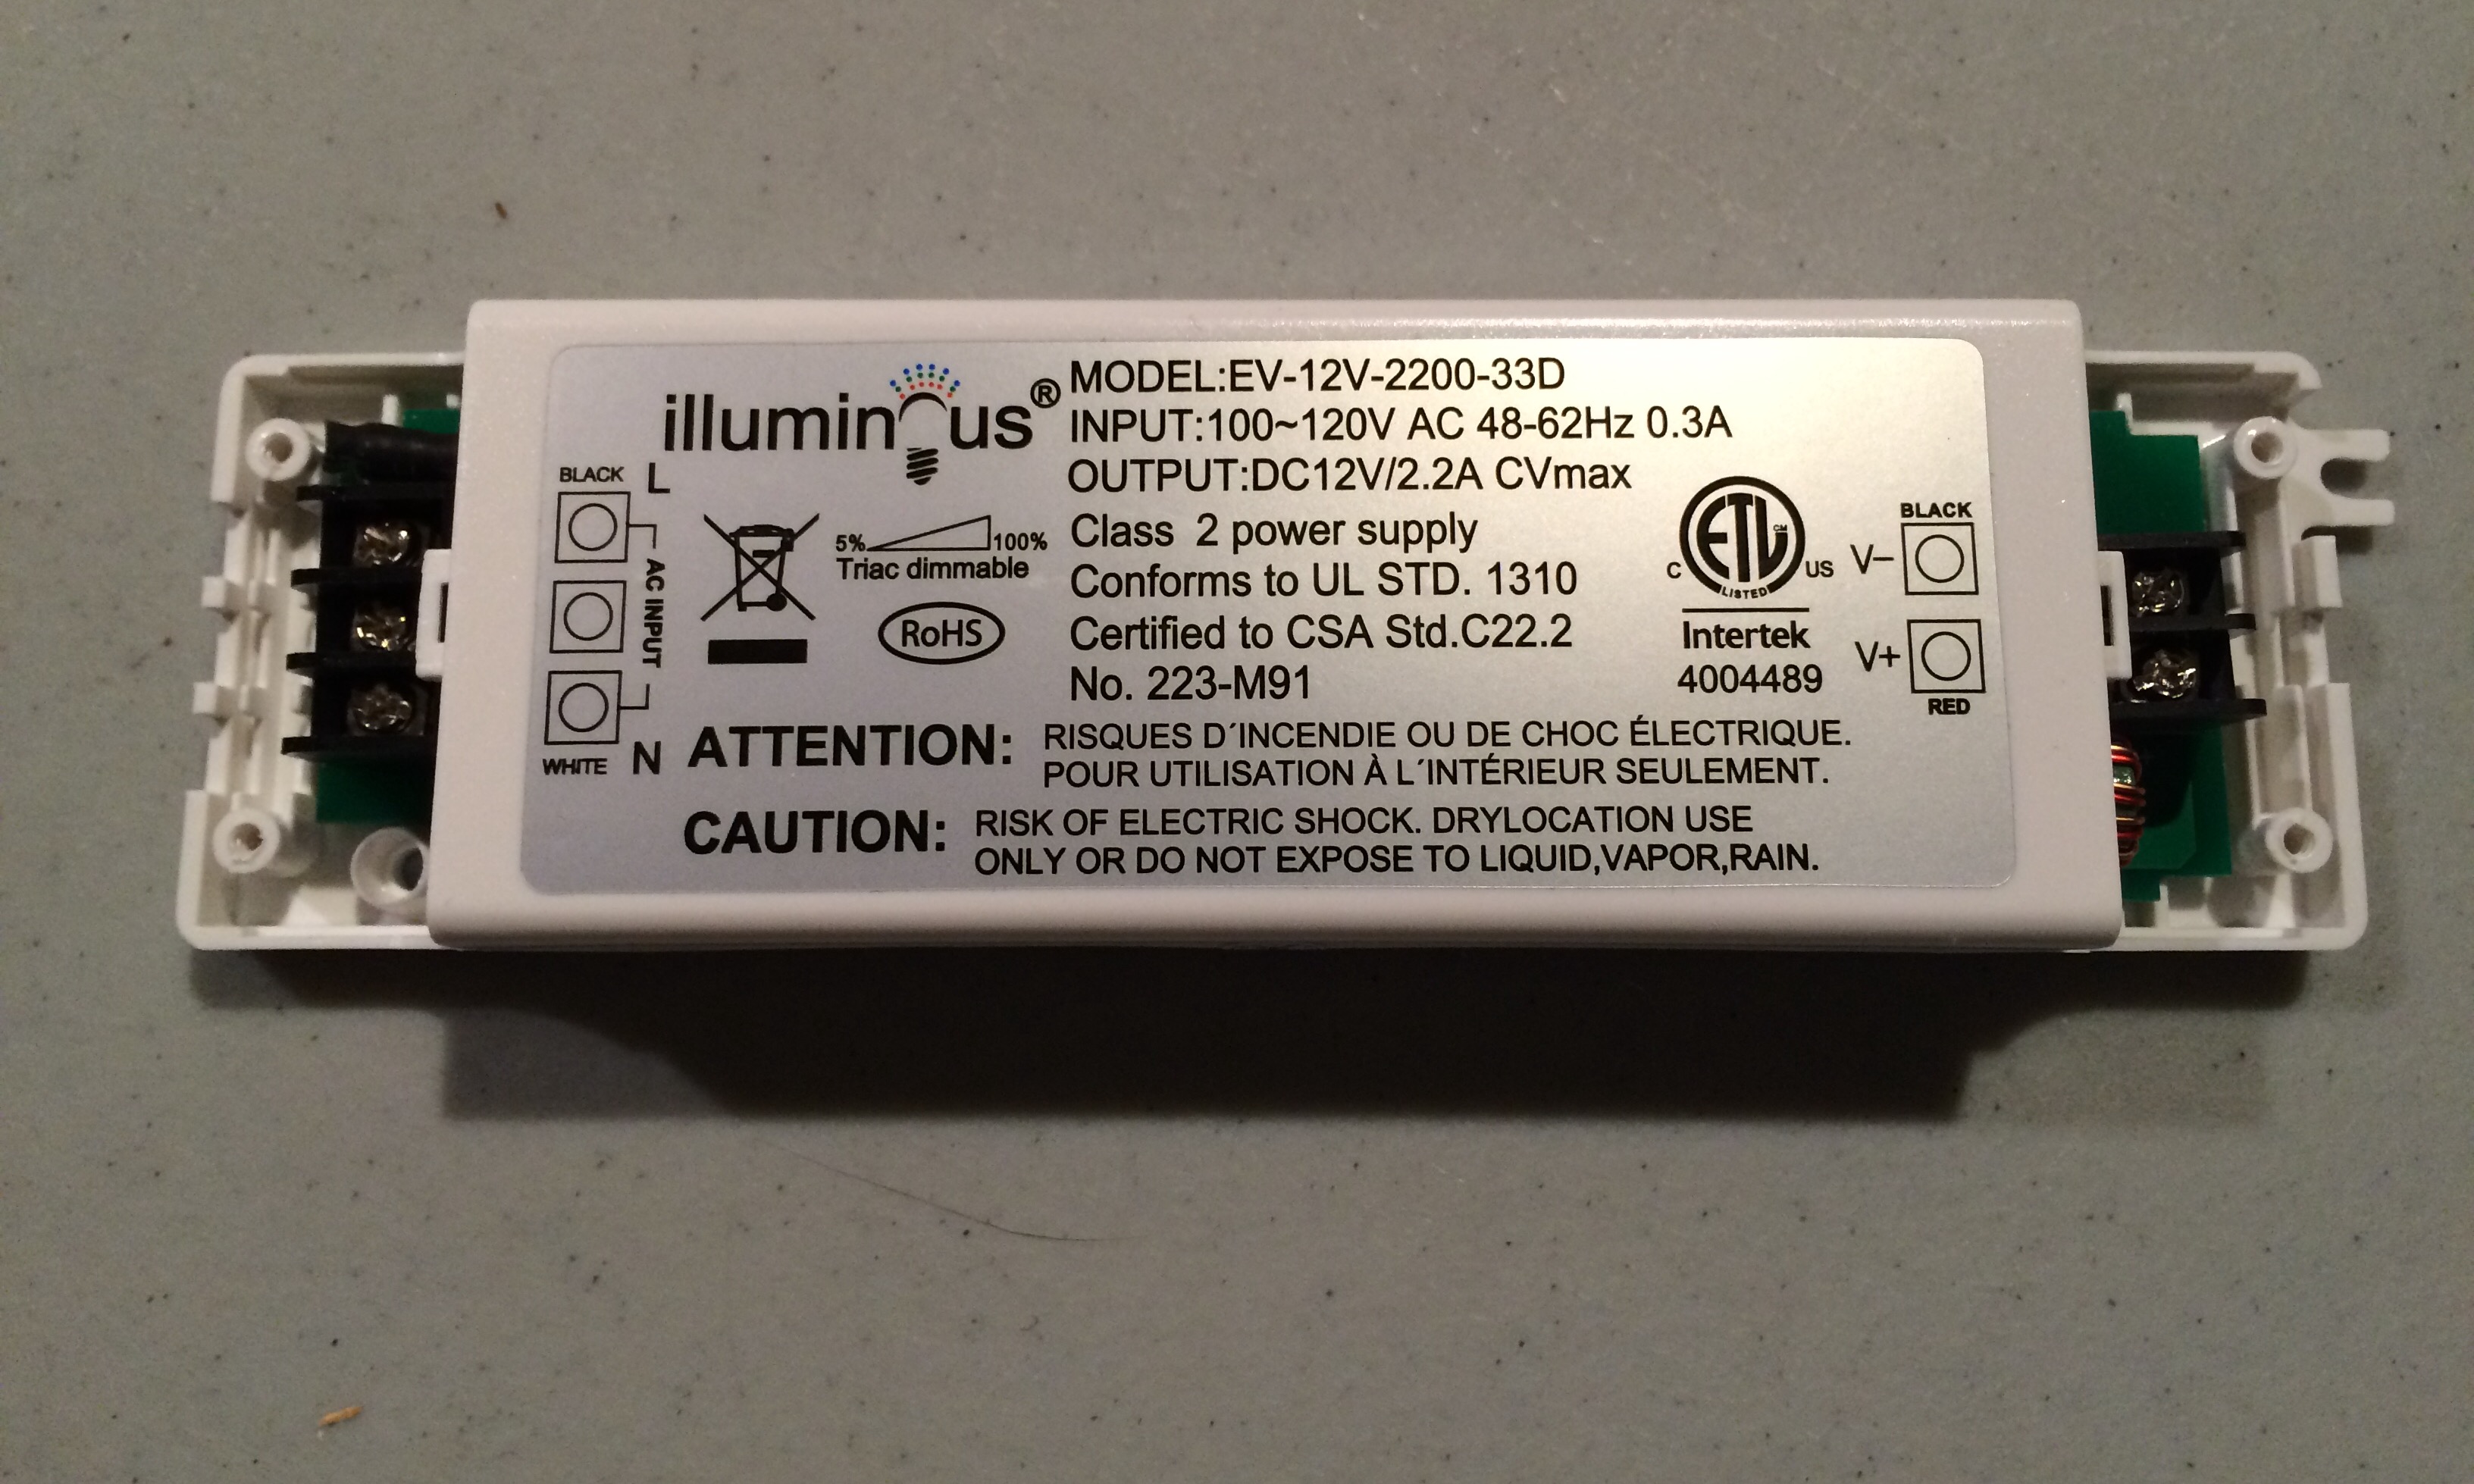 illuminous®
MODEL:EV-12V-2200-33D
INPUT:100~120V AC 48-62Hz 0.3A
OUTPUT:DC12V/2.2A CVmax
Class 2 power supply
Conforms to UL STD. 1310
Certified to CSA Std.C22.2
No. 223-M91
BLACK L
AC INPUT
WHITE N
5% 100%
Triac dimmable
RoHS
ETL CM
C US
LISTED
Intertek
4004489
BLACK
V-
V+
RED
ATTENTION: RISQUES D´INCENDIE OU DE CHOC ÉLECTRIQUE.
POUR UTILISATION À L´INTÉRIEUR SEULEMENT.
CAUTION: RISK OF ELECTRIC SHOCK. DRYLOCATION USE
ONLY OR DO NOT EXPOSE TO LIQUID,VAPOR,RAIN.